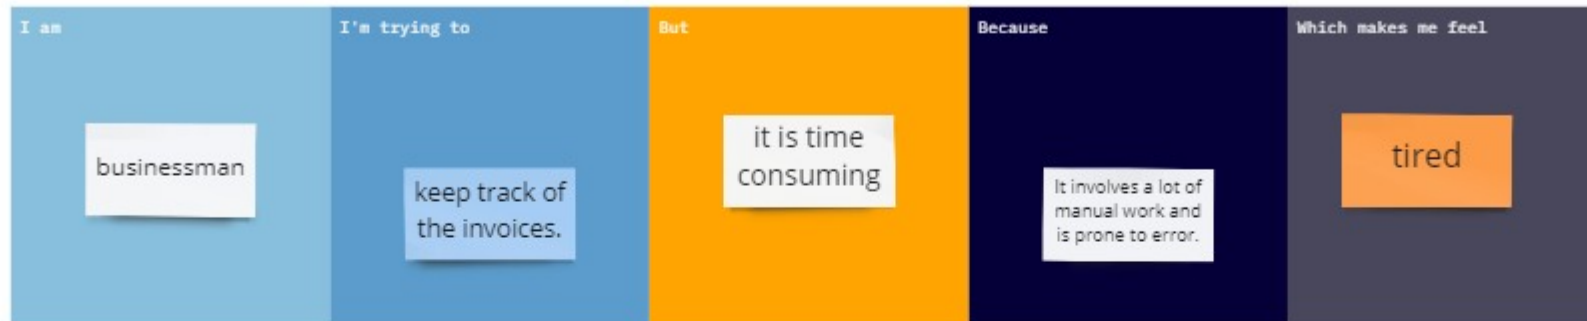 I am
businessman
I'm trying to
keep track of
the invoices.
But
it is time
consuming
Because
It involves a lot of
manual work and
is prone to error.
Which makes me feel
tired